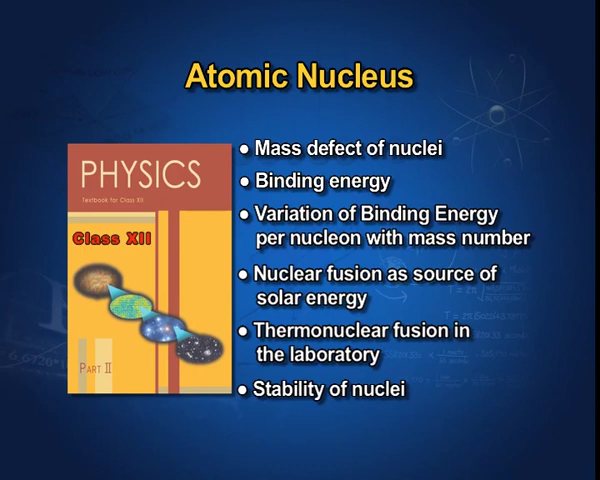 Atomic Nucleus
PHYSICS
Textbook for Class XII
Class XII
PART II
• Mass defect of nuclei
• Binding energy
• Variation of Binding Energy
per nucleon with mass number
• Nuclear fusion as source of
solar energy
• Thermonuclear fusion in
the laboratory
• Stability of nuclei